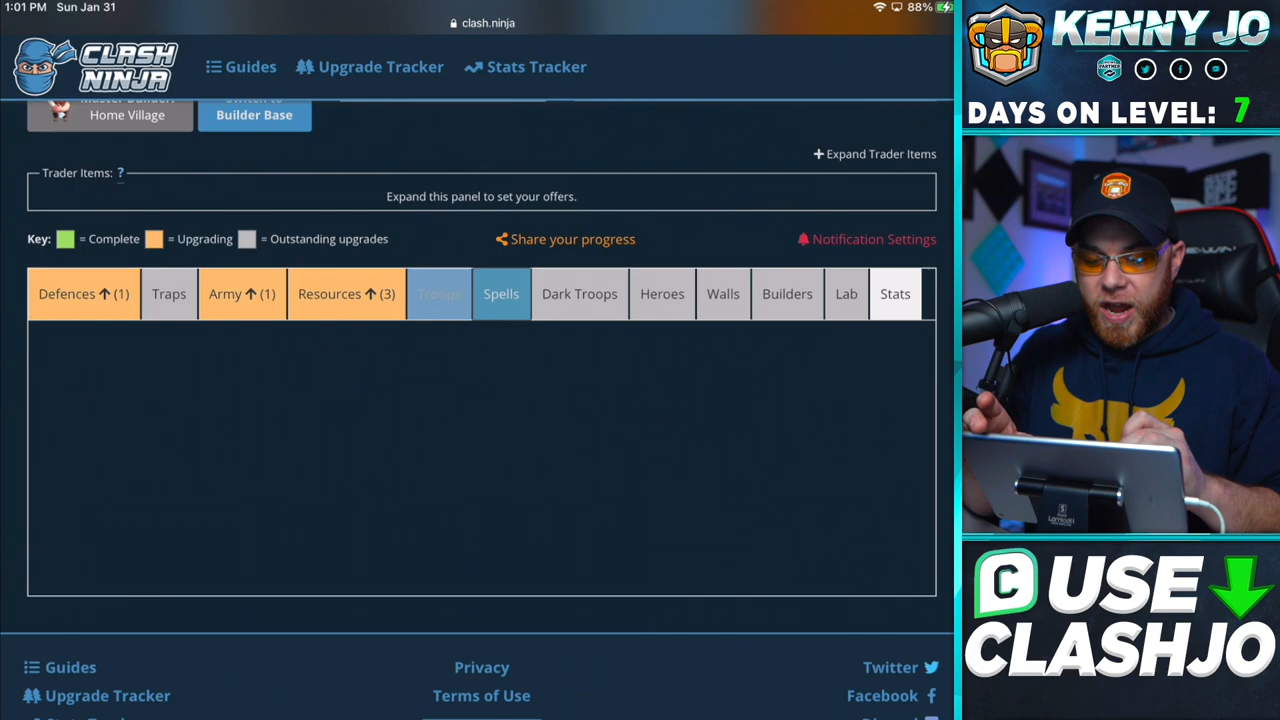 1:01 PM Sun Jan 31
88%
clash.ninja
CLASH NINJA
Guides
Upgrade Tracker
Stats Tracker
Home Village
Switch to
Builder Base
Expand Trader Items
Trader Items: ?
Expand this panel to set your offers.
Key: = Complete = Upgrading = Outstanding upgrades
Share your progress
Notification Settings
Defences (1)
Traps
Army (1)
Resources (3)
Troops
Spells
Dark Troops
Heroes
Walls
Builders
Lab
Stats
Guides
Privacy
Twitter
Upgrade Tracker
Terms of Use
Facebook
KENNY JO
DAYS ON LEVEL: 7
C USE
CLASHJO